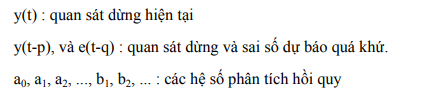 y(t) : quan sát dừng hiện tại
y(t-p), và e(t-q) : quan sát dừng và sai số dự báo quá khứ.
a₀, a₁, a₂, ..., b₁, b₂, ... : các hệ số phân tích hồi quy